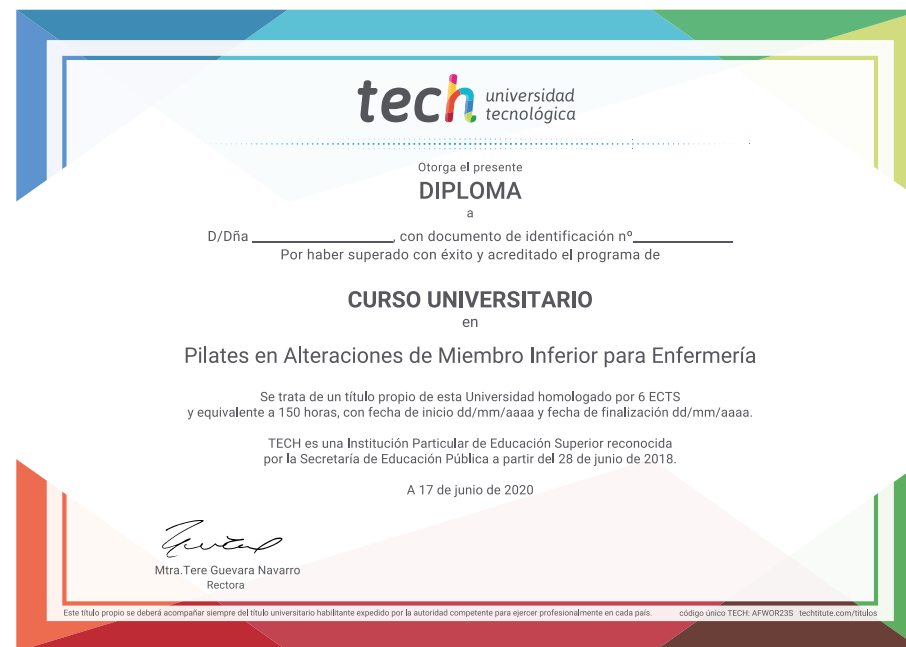 tech universidad
tecnológica
Otorga el presente
DIPLOMA
a
D/Dña ____________________, con documento de identificación nº______________
Por haber superado con éxito y acreditado el programa de
CURSO UNIVERSITARIO
en
Pilates en Alteraciones de Miembro Inferior para Enfermería
Se trata de un título propio de esta Universidad homologado por 6 ECTS
y equivalente a 150 horas, con fecha de inicio dd/mm/aaaa y fecha de finalización dd/mm/aaaa.
TECH es una Institución Particular de Educación Superior reconocida
por la Secretaría de Educación Pública a partir del 28 de junio de 2018.
A 17 de junio de 2020
Mtra.Tere Guevara Navarro
Rectora
Este título propio se deberá acompañar siempre del título universitario habilitante expedido por la autoridad competente para ejercer profesionalmente en cada país. código único TECH: AFWOR23S techtitute.com/titulos